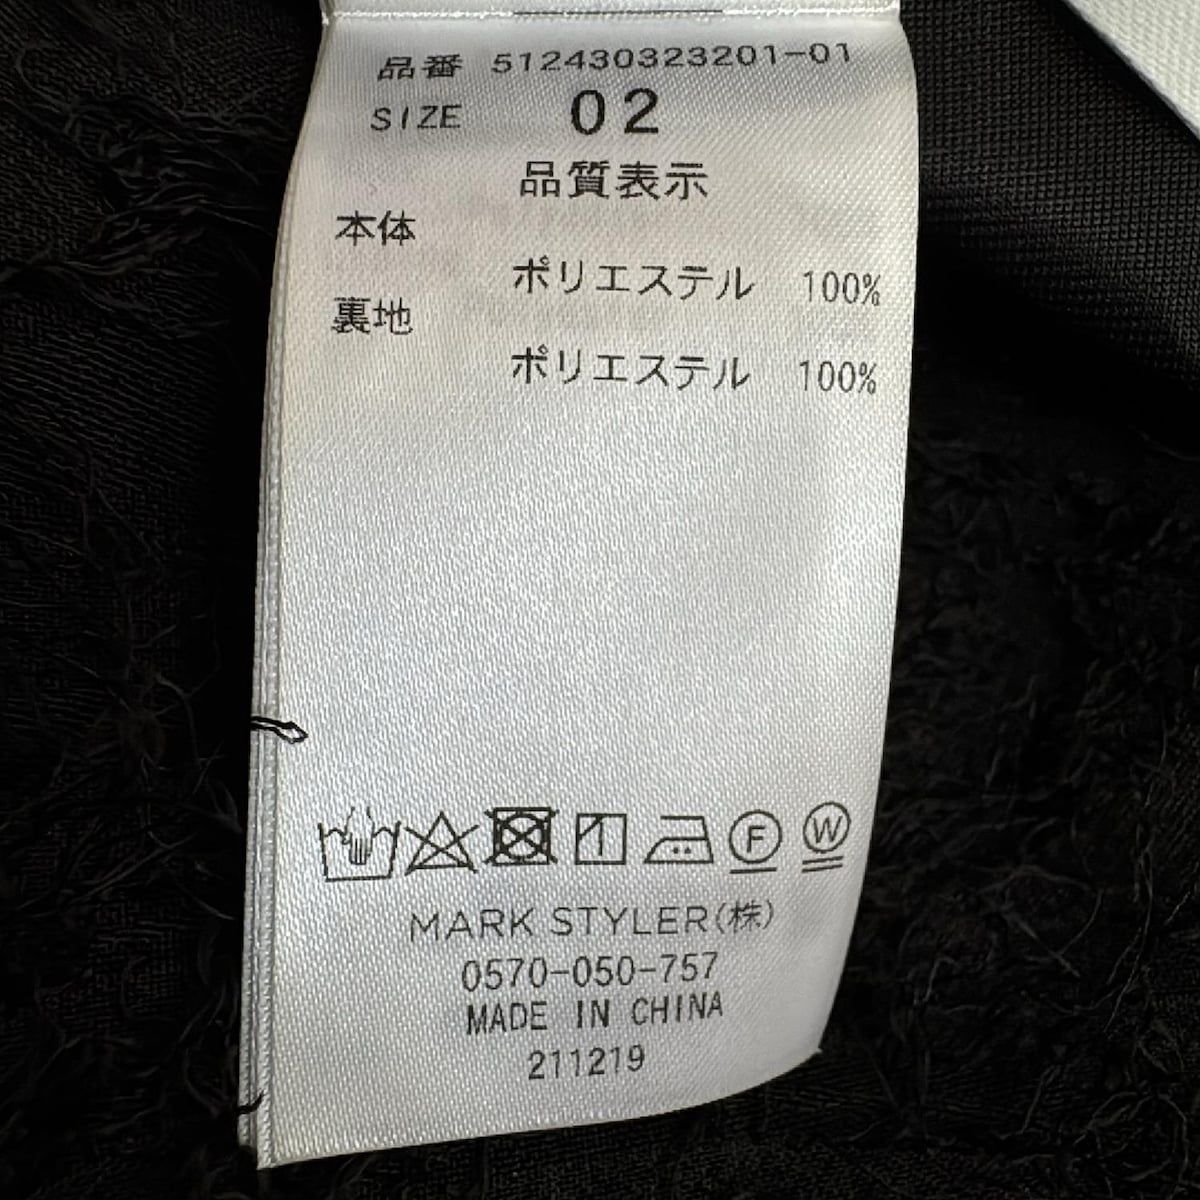 品番 512430323201-01
SIZE 02
品質表示
本体
ポリエステル 100%
裏地
ポリエステル 100%
F W
MARK STYLER(株)
0570-050-757
MADE IN CHINA
211219